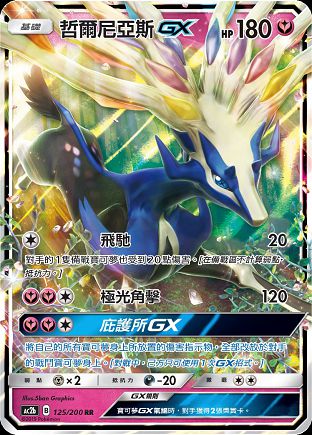 基礎 哲爾尼亞斯GX HP 180
飛馳 20
對手的1隻備戰寶可夢也受到20點傷害。[在備戰區不計算弱點、
抵抗力。]
極光角擊 120
庇護所GX
將自己的所有寶可夢身上所放置的傷害指示物，全部改放於對手
的戰鬥寶可夢身上。[對戰中，己方只可使用1次GX招式。]
弱點 ×2 抵抗力 -20 撤退
Illus.5ban Graphics
GX規則
AC2b B 125/200 RR
寶可夢GX氣絕時，對手獲得2張獎賞卡。
©2019 Pokémon